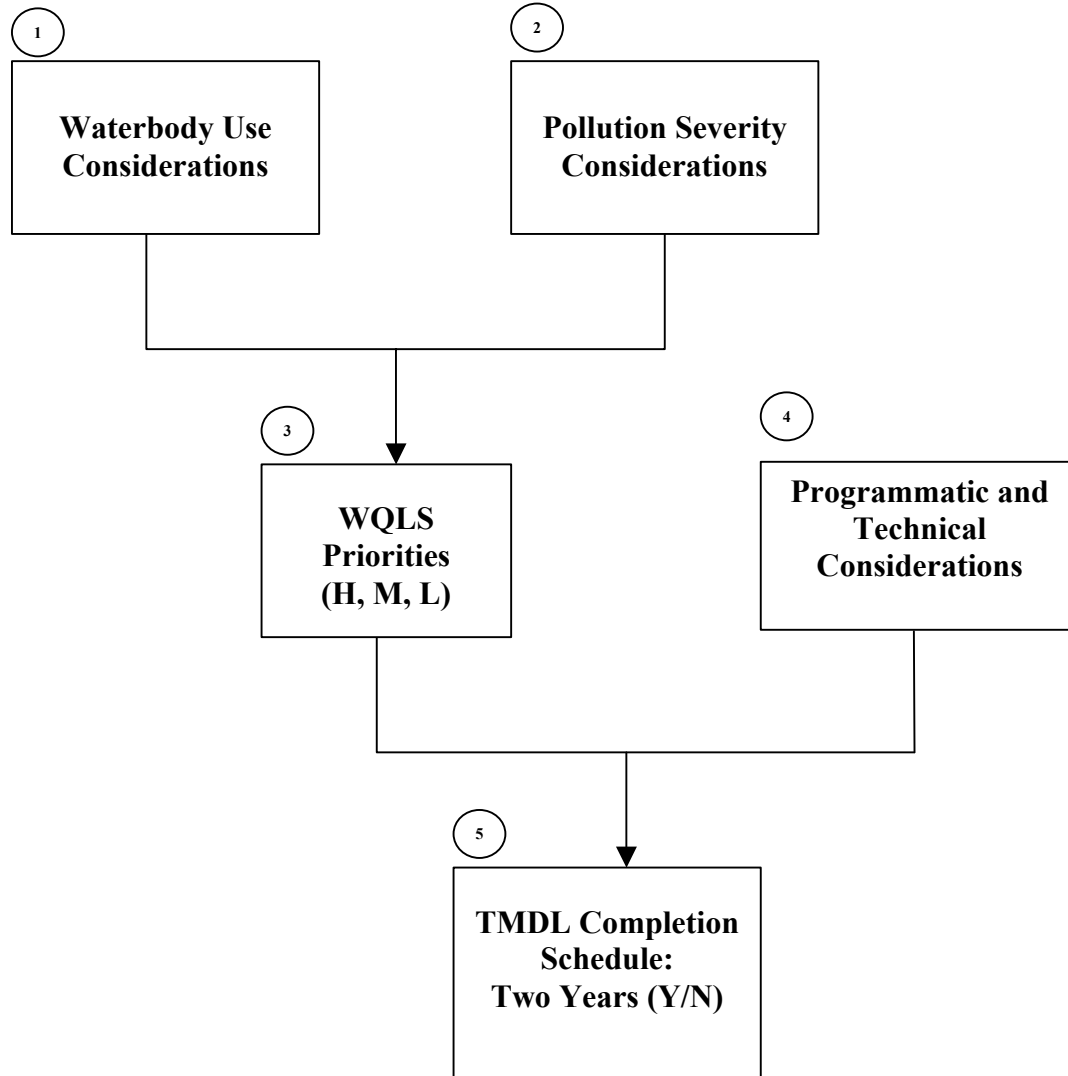 1
Waterbody Use
Considerations
2
Pollution Severity
Considerations
3
WQLS
Priorities
(H, M, L)
4
Programmatic and
Technical
Considerations
5
TMDL Completion
Schedule:
Two Years (Y/N)